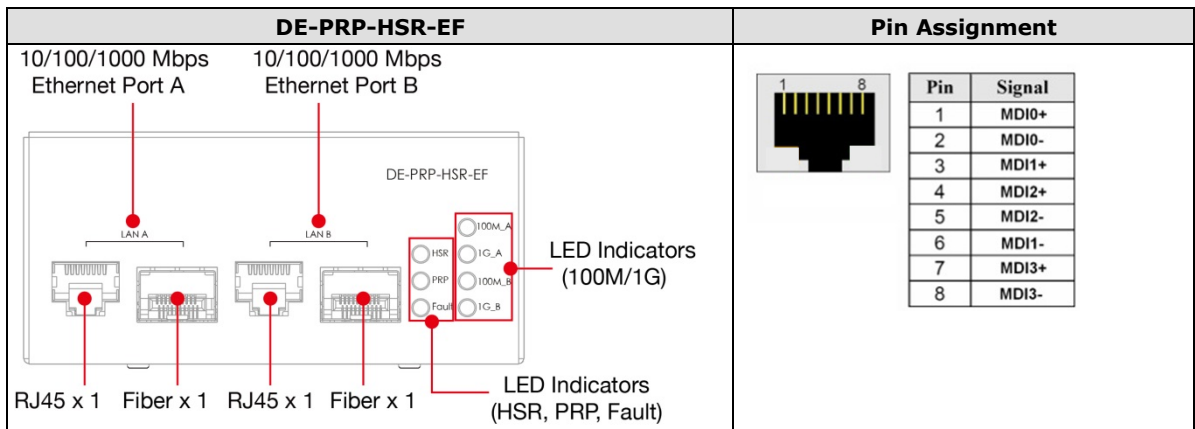 DE-PRP-HSR-EF
Pin Assignment
10/100/1000 Mbps
Ethernet Port A
10/100/1000 Mbps
Ethernet Port B
DE-PRP-HSR-EF
LAN A
LAN B
HSR
PRP
Fault
100M_A
1G_A
100M_B
1G_B
LED Indicators
(100M/1G)
RJ45 x 1
Fiber x 1
RJ45 x 1
Fiber x 1
LED Indicators
(HSR, PRP, Fault)
1 8
Pin Signal
1 MDI0+
2 MDI0-
3 MDI1+
4 MDI2+
5 MDI2-
6 MDI1-
7 MDI3+
8 MDI3-